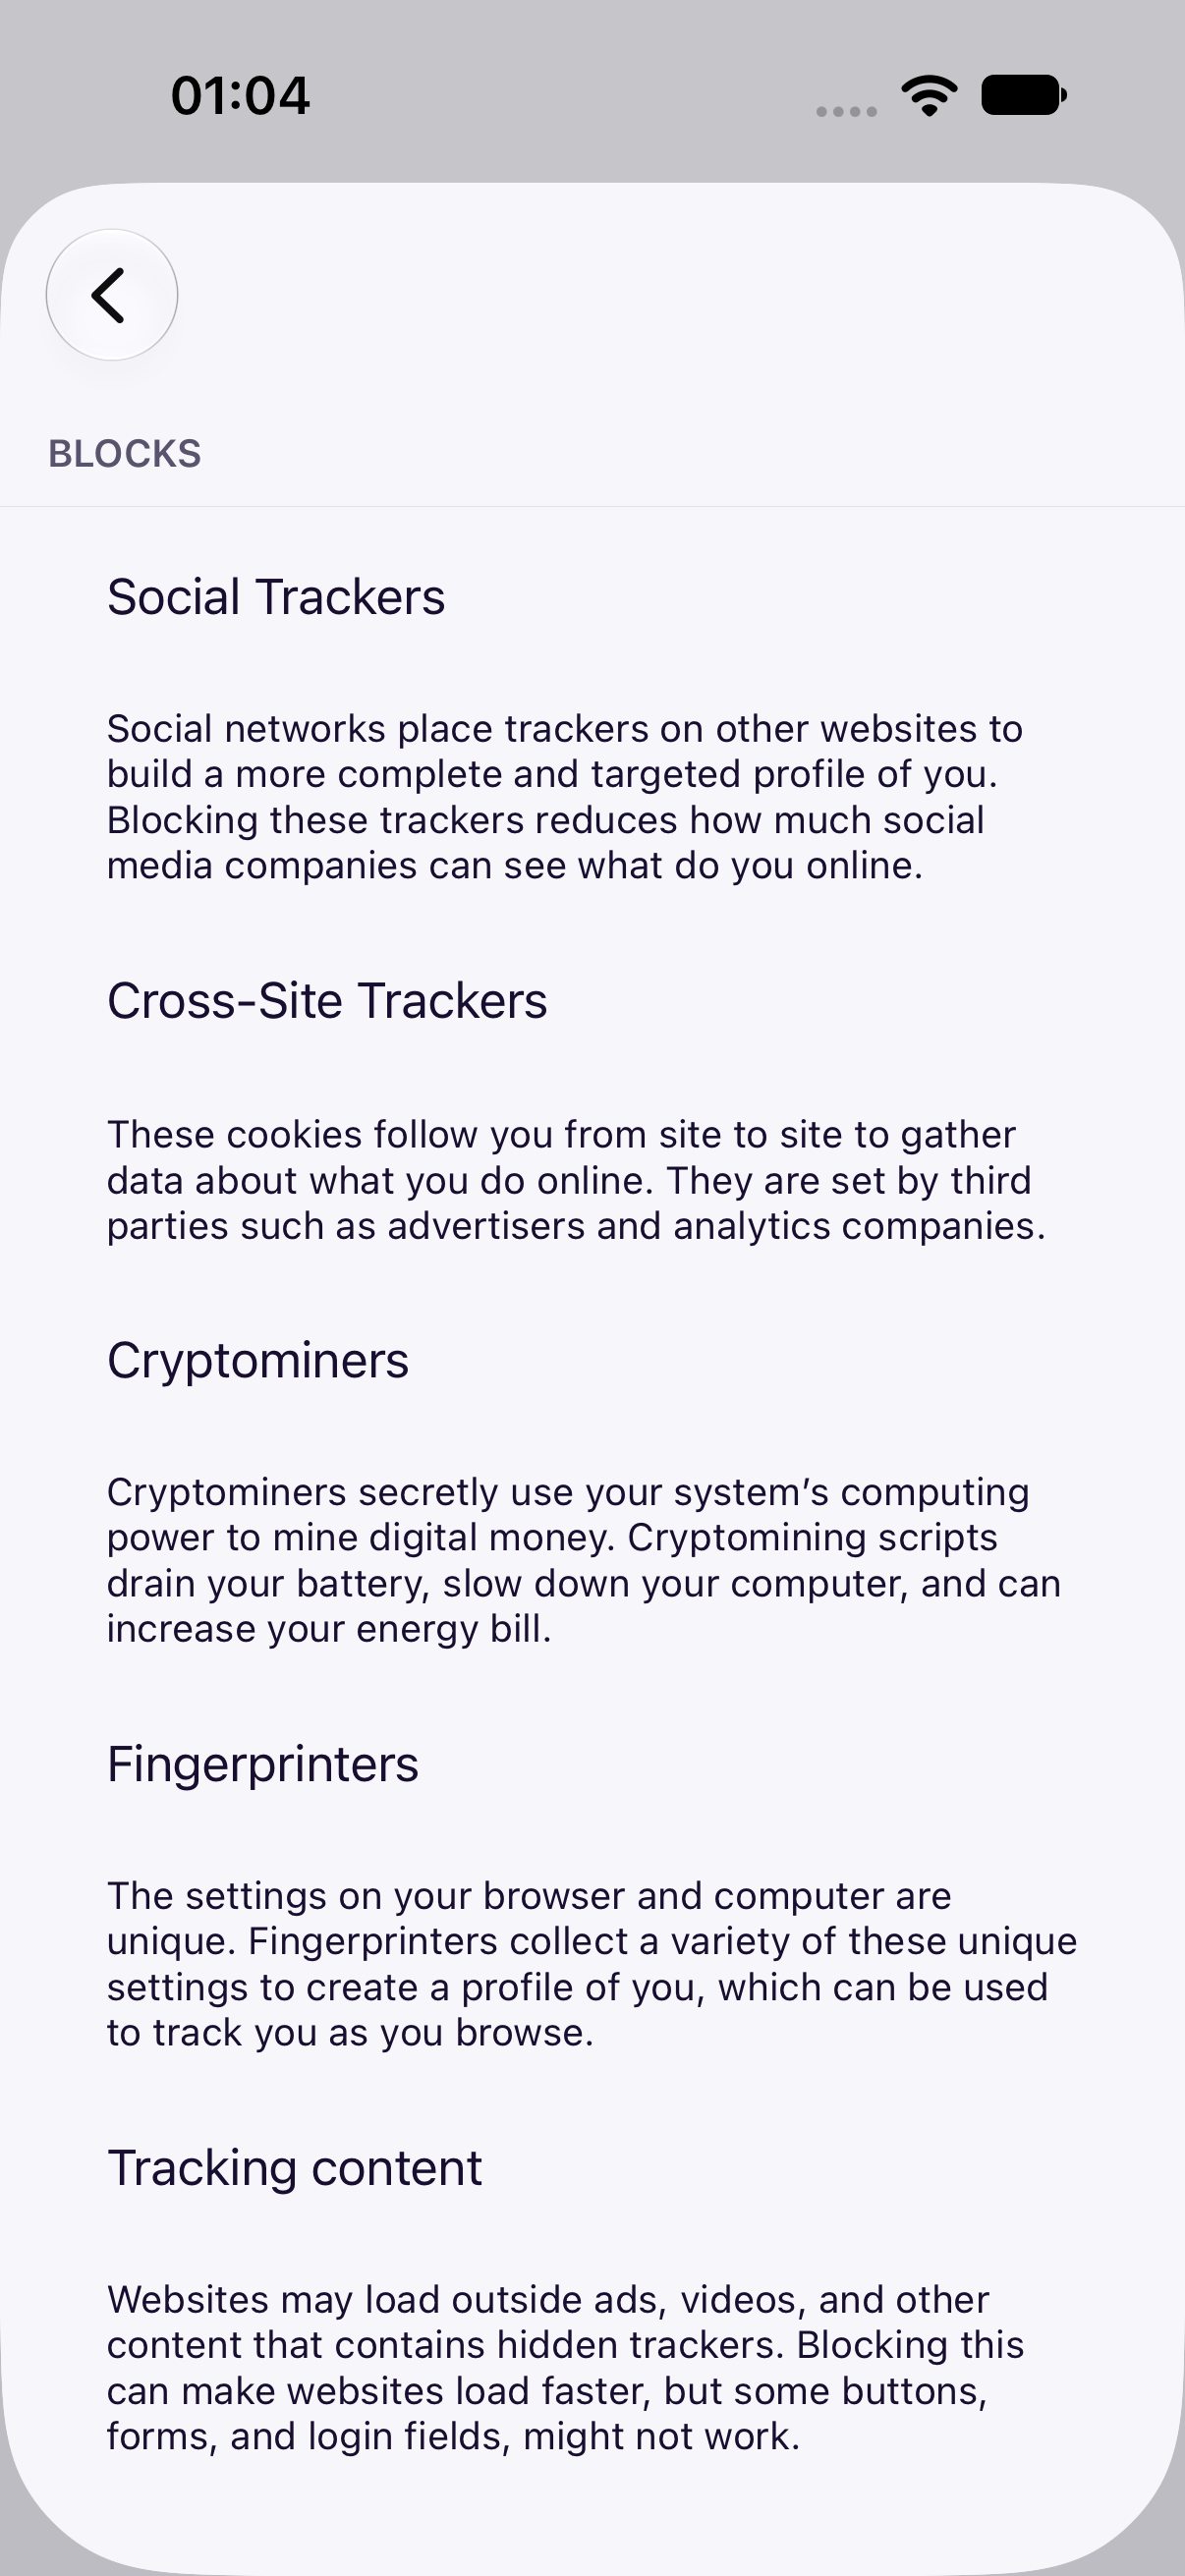 01:04
BLOCKS
Social Trackers
Social networks place trackers on other websites to
build a more complete and targeted profile of you.
Blocking these trackers reduces how much social
media companies can see what do you online.
Cross-Site Trackers
These cookies follow you from site to site to gather
data about what you do online. They are set by third
parties such as advertisers and analytics companies.
Cryptominers
Cryptominers secretly use your system’s computing
power to mine digital money. Cryptomining scripts
drain your battery, slow down your computer, and can
increase your energy bill.
Fingerprinters
The settings on your browser and computer are
unique. Fingerprinters collect a variety of these unique
settings to create a profile of you, which can be used
to track you as you browse.
Tracking content
Websites may load outside ads, videos, and other
content that contains hidden trackers. Blocking this
can make websites load faster, but some buttons,
forms, and login fields, might not work.